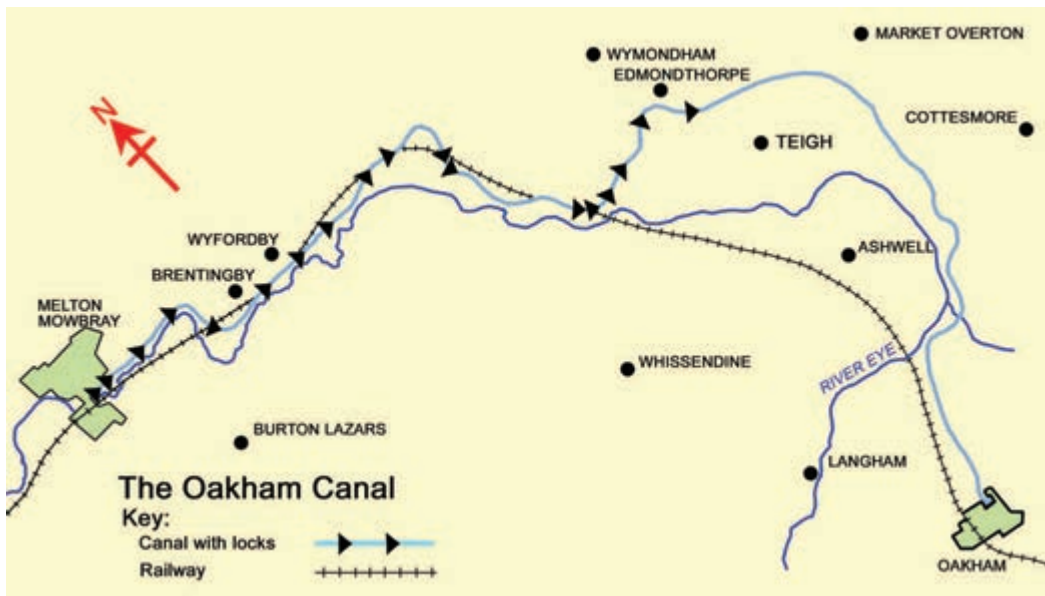 MARKET OVERTON
WYMONDHAM
EDMONDTHORPE
COTTESMORE
N
TEIGH
WYFORDBY
ASHWELL
BRENTINGBY
MELTON
MOWBRAY
WHISSENDINE
RIVER EYE
BURTON LAZARS
LANGHAM
The Oakham Canal
Key:
Canal with locks
Railway
OAKHAM